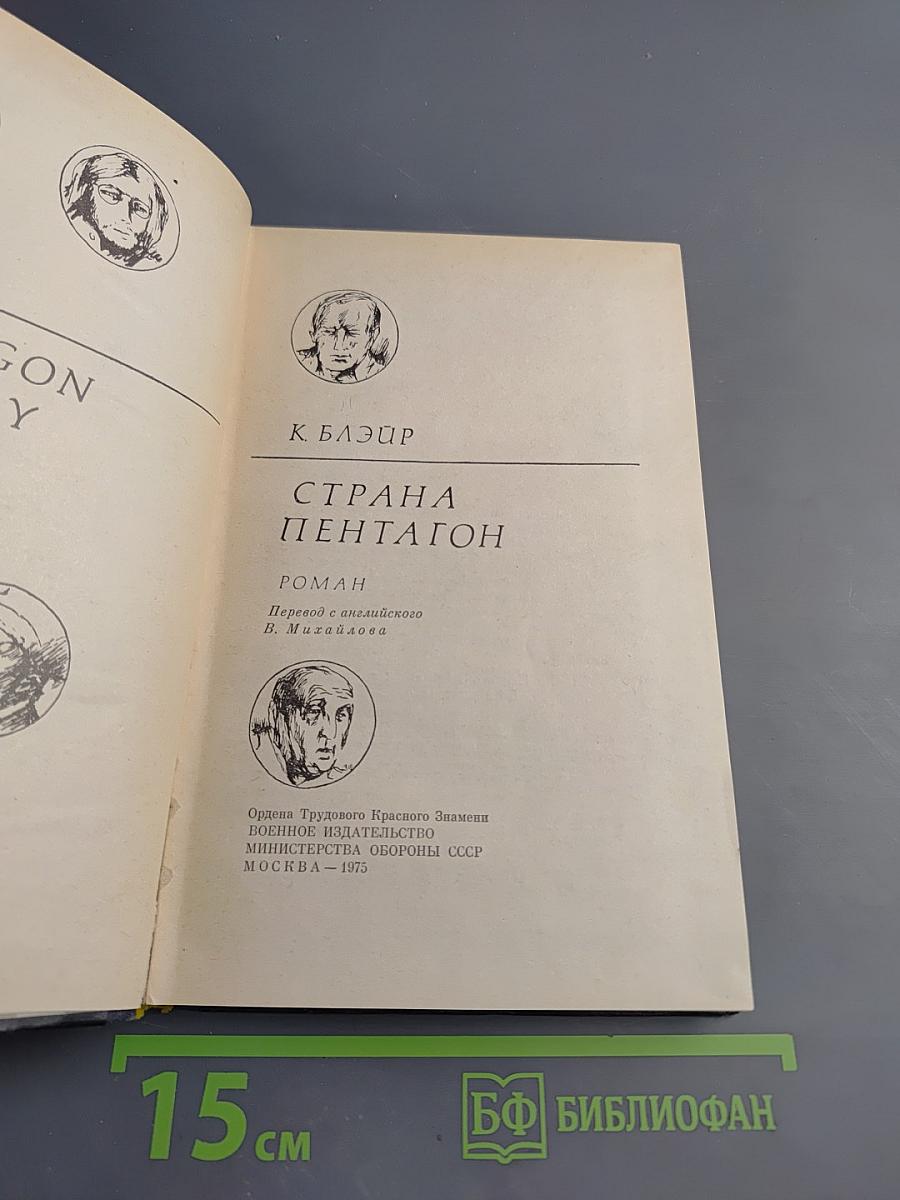 GON
Y
К. БЛЭЙР
СТРАНА
ПЕНТАГОН
РОМАН
Перевод с английского
В. Михайлова
Ордена Трудового Красного Знамени
ВОЕННОЕ ИЗДАТЕЛЬСТВО
МИНИСТЕРСТВА ОБОРОНЫ СССР
МОСКВА — 1975
15 см
БФ БИБЛИОФАН